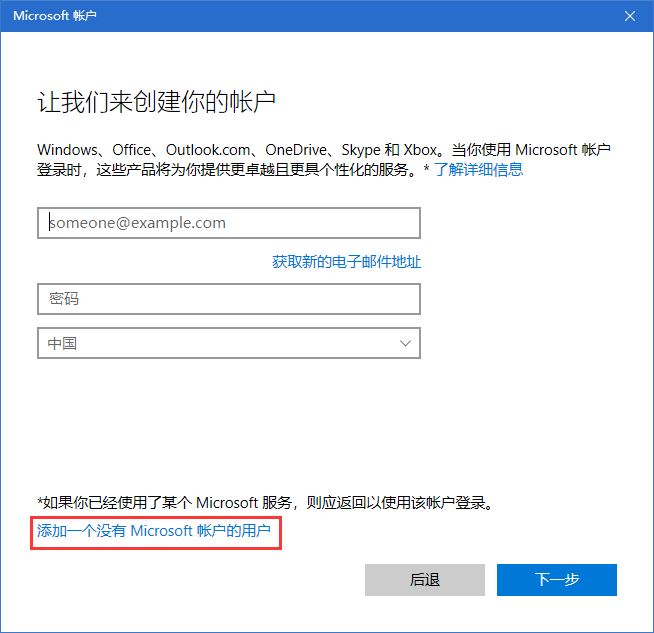 Microsoft 帐户
让我们来创建你的帐户
Windows、Office、Outlook.com、OneDrive、Skype 和 Xbox。当你使用 Microsoft 帐户
登录时，这些产品将为你提供更卓越且更具个性化的服务。* 了解详细信息
someone@example.com
获取新的电子邮件地址
密码
中国
*如果你已经使用了某个 Microsoft 服务，则应返回以使用该帐户登录。
添加一个没有 Microsoft 帐户的用户
后退
下一步